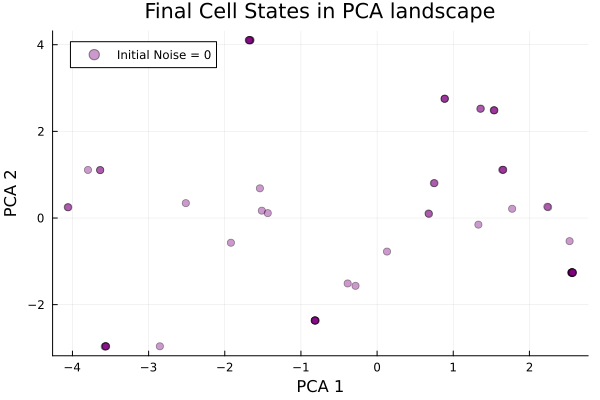 Final Cell States in PCA landscape
Initial Noise = 0
PCA 2
4
2
0
−2
−4
−3
−2
−1
0
1
2
PCA 1